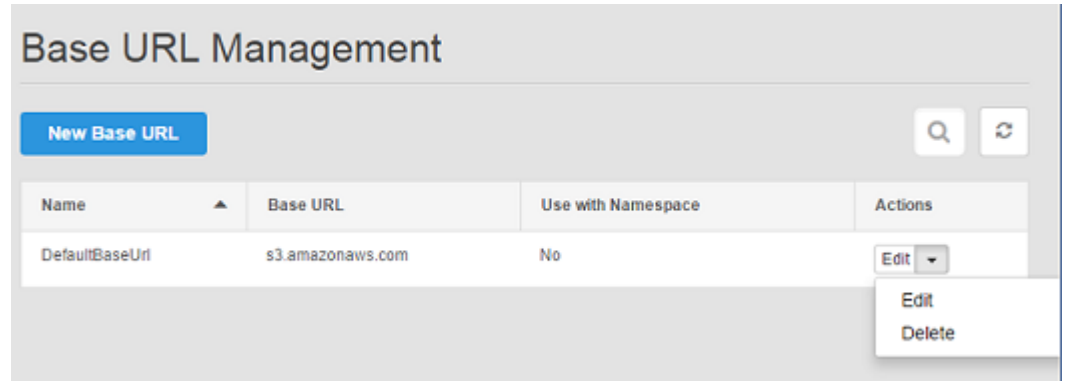 Base URL Management
New Base URL
Name Base URL Use with Namespace Actions
DefaultBaseUrl s3.amazonaws.com No Edit
Edit
Delete